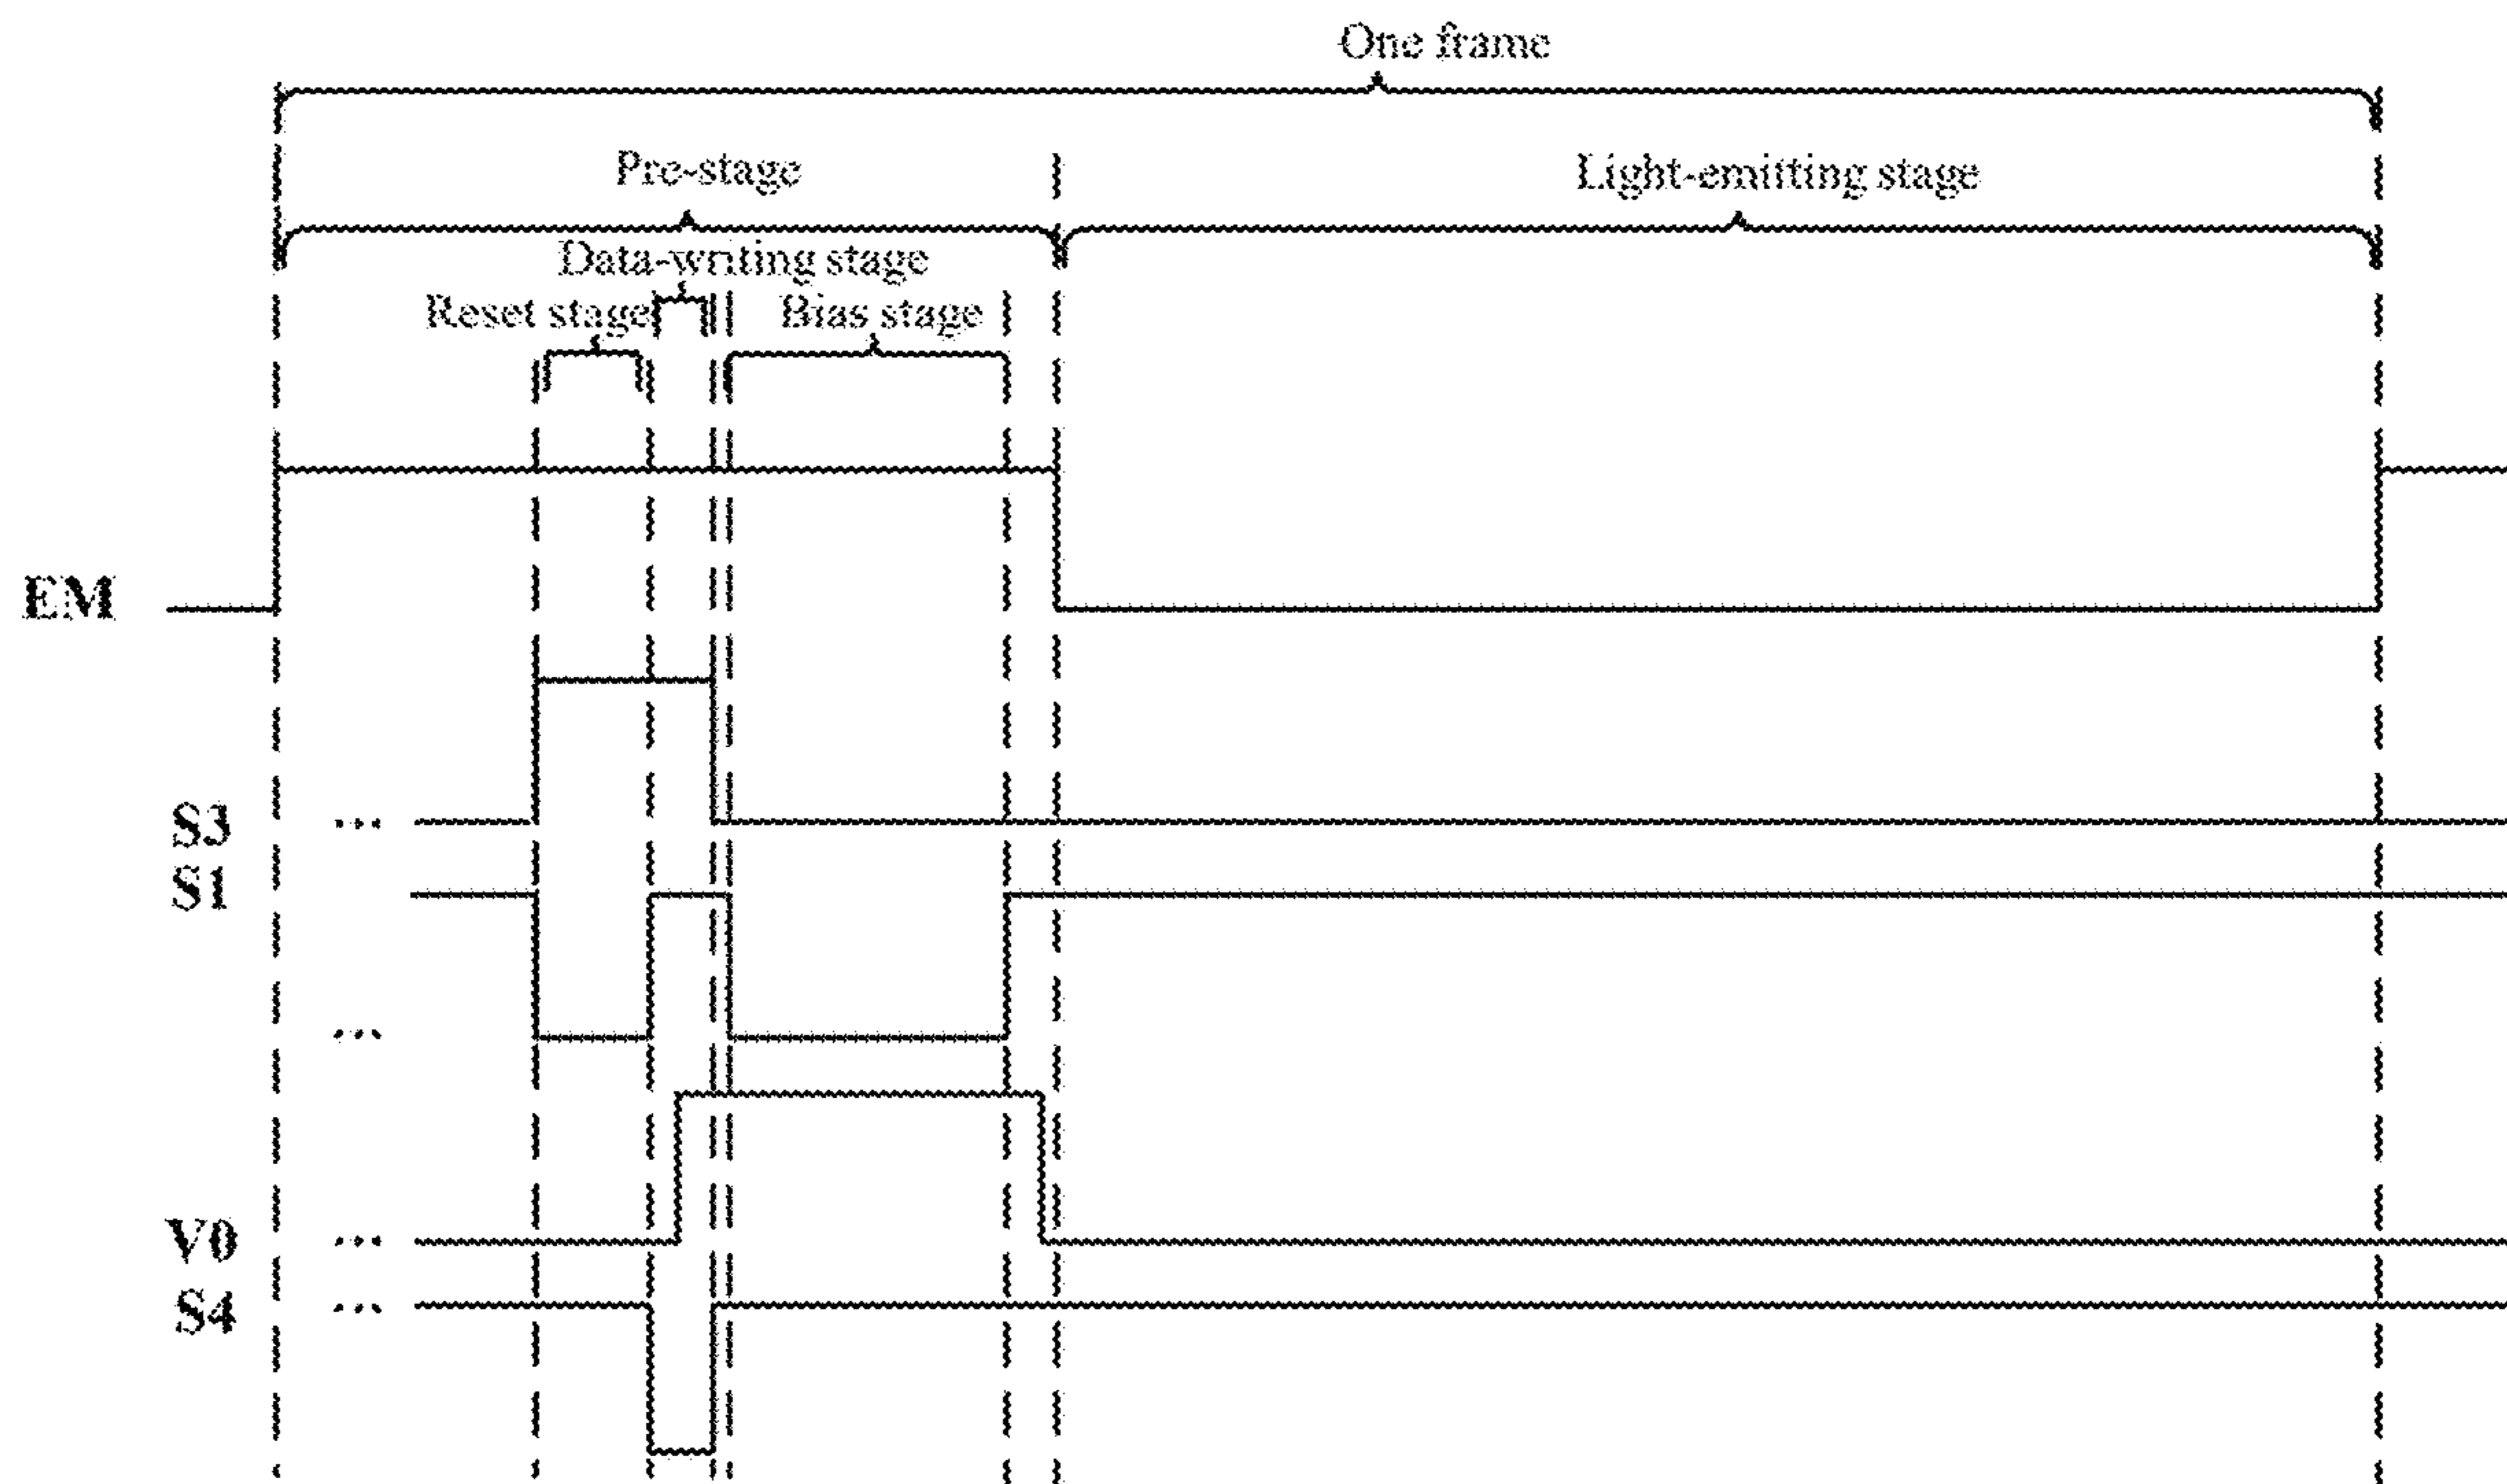 One frame
Pre-stage
Light-emitting stage
Data-writing stage
Reset stage
Bias stage
EM
S3
...
S1
...
V0
...
S4
...